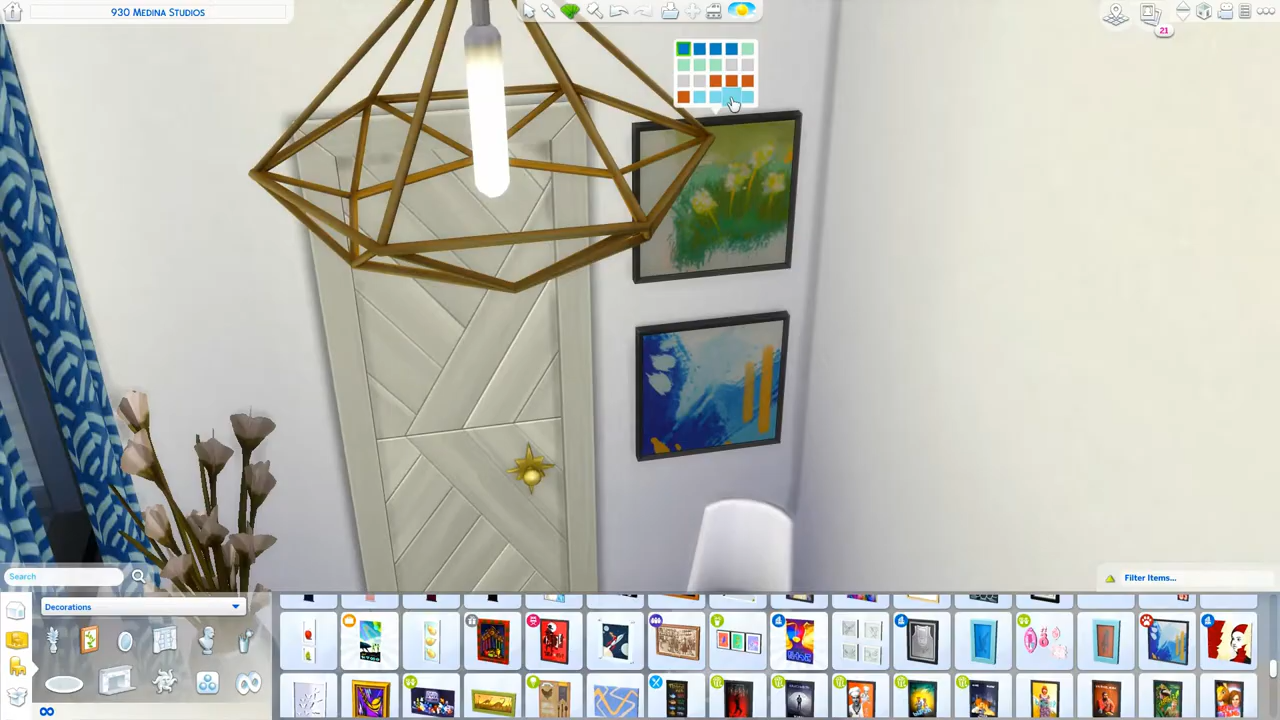 930 MEDINA STUDIOS
21
Search
Filter Items...
Decorations